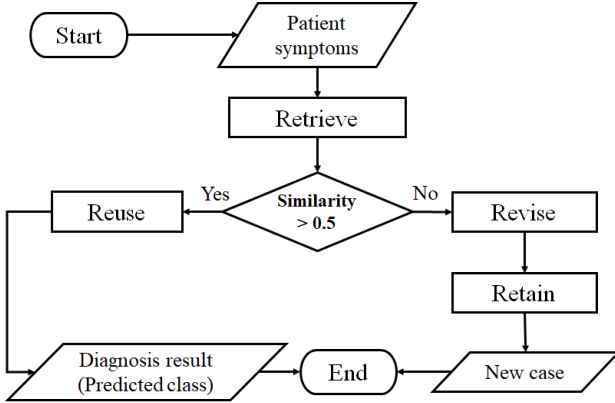 Start
Patient
symptoms
Retrieve
Yes
Similarity
> 0.5
No
Reuse
Revise
Retain
Diagnosis result
(Predicted class)
End
New case